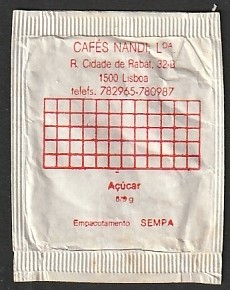 CAFÉS NANDI, Lᴰᵃ
R. Cidade de Rabat, 32-B
1500 Lisboa
telefs. 782965-780987
Açúcar
g
Empacotamento SEMPA